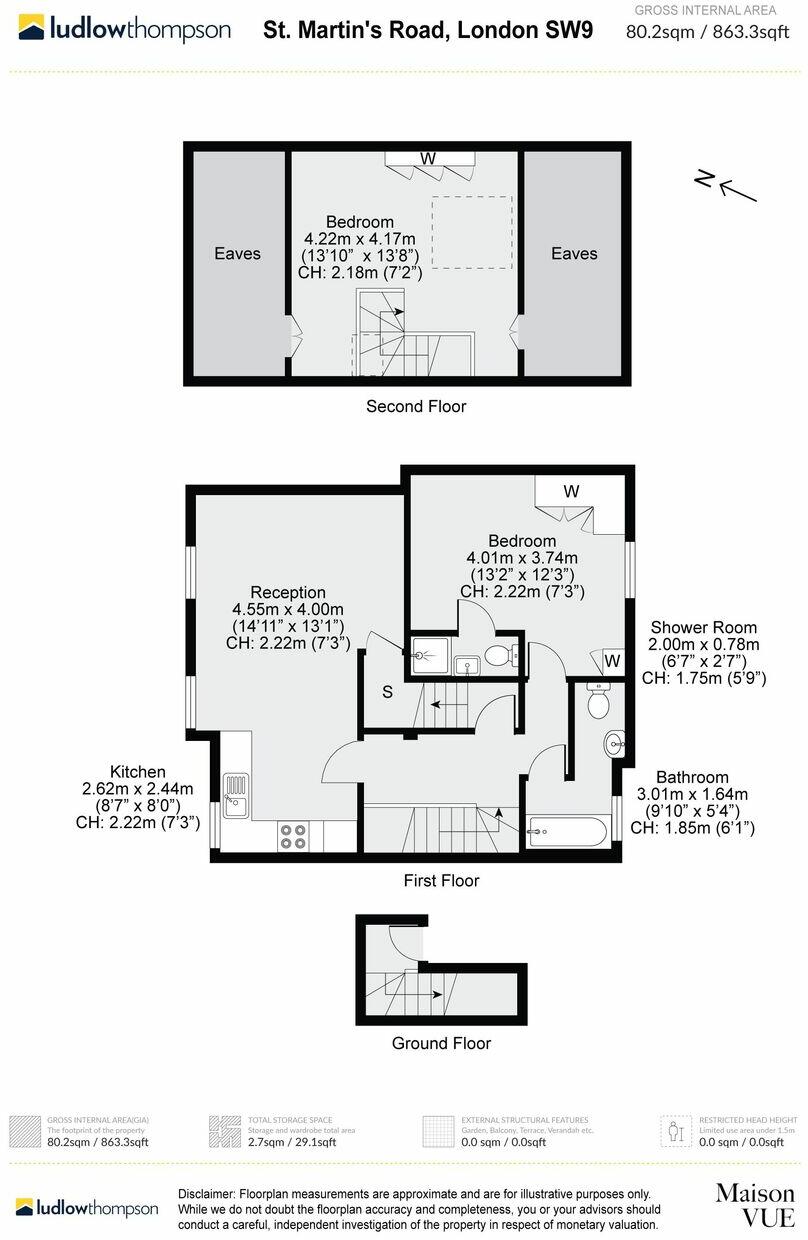 ludlowthompson
St. Martin's Road, London SW9
GROSS INTERNAL AREA
80.2sqm / 863.3sqft
N
W
Bedroom
4.22m x 4.17m
(13'10" x 13'8")
CH: 2.18m (7'2")
Eaves
Eaves
Second Floor
W
Bedroom
4.01m x 3.74m
(13'2" x 12'3")
CH: 2.22m (7'3")
Reception
4.55m x 4.00m
(14'11" x 13'1")
CH: 2.22m (7'3")
Shower Room
2.00m x 0.78m
(6'7" x 2'7")
CH: 1.75m (5'9")
W
S
Kitchen
2.62m x 2.44m
(8'7" x 8'0")
CH: 2.22m (7'3")
Bathroom
3.01m x 1.64m
(9'10" x 5'4")
CH: 1.85m (6'1")
First Floor
Ground Floor
GROSS INTERNAL AREA(GIA)
The footprint of the property
80.2sqm / 863.3sqft
TOTAL STORAGE SPACE
Storage and wardrobe total area
2.7sqm / 29.1sqft
EXTERNAL STRUCTURAL FEATURES
Garden, Balcony, Terrace, Verandah etc.
0.0 sqm / 0.0sqft
RESTRICTED HEAD HEIGHT
Limited use area under 1.5m
0.0 sqm / 0.0sqft
ludlowthompson
Disclaimer: Floorplan measurements are approximate and are for illustrative purposes only.
While we do not doubt the floorplan accuracy and completeness, you or your advisors should
conduct a careful, independent investigation of the property in respect of monetary valuation.
Maison
VUE